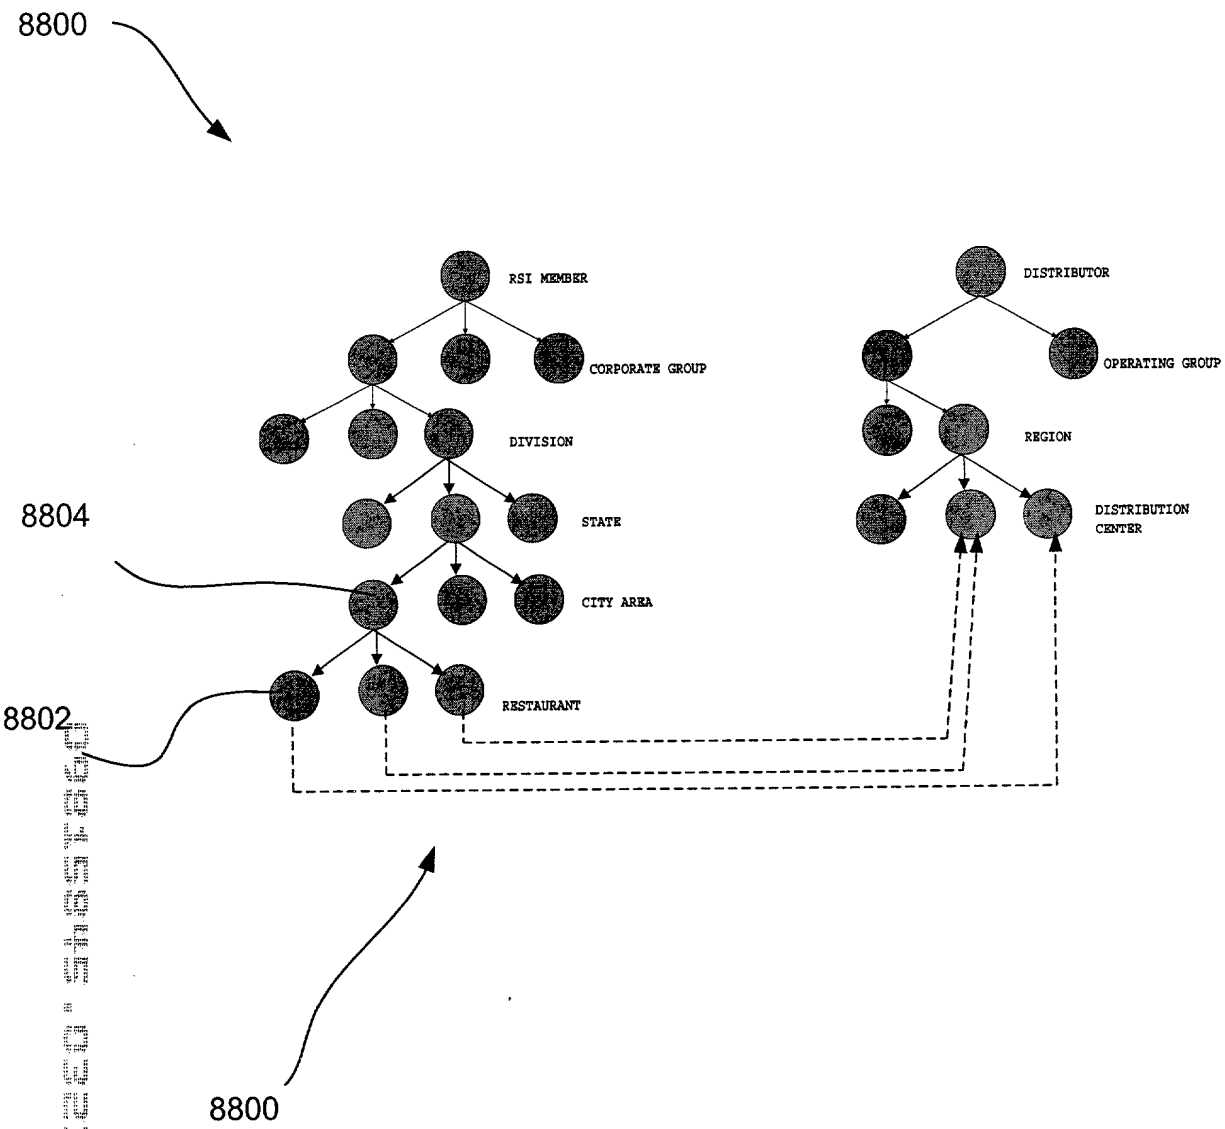 8800
RSI MEMBER
DISTRIBUTOR
CORPORATE GROUP
OPERATING GROUP
DIVISION
REGION
8804
STATE
DISTRIBUTION
CENTER
CITY AREA
RESTAURANT
8802
8800